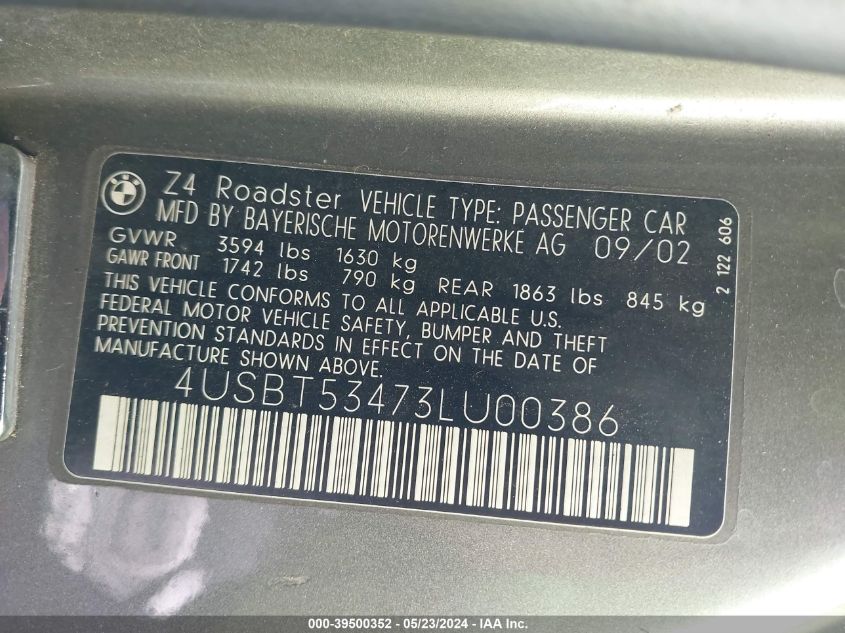 Z4 Roadster VEHICLE TYPE: PASSENGER CAR
MFD BY BAYERISCHE MOTORENWERKE AG 09/02
GVWR 3594 lbs 1630 kg
GAWR FRONT 1742 lbs 790 kg REAR 1863 lbs 845 kg
THIS VEHICLE CONFORMS TO ALL APPLICABLE U.S.
FEDERAL MOTOR VEHICLE SAFETY, BUMPER AND THEFT
PREVENTION STANDARDS IN EFFECT ON THE DATE OF
MANUFACTURE SHOWN ABOVE.
4USBT53473LU00386
2 122 606
000-39500352 - 05/23/2024 - IAAI, Inc.